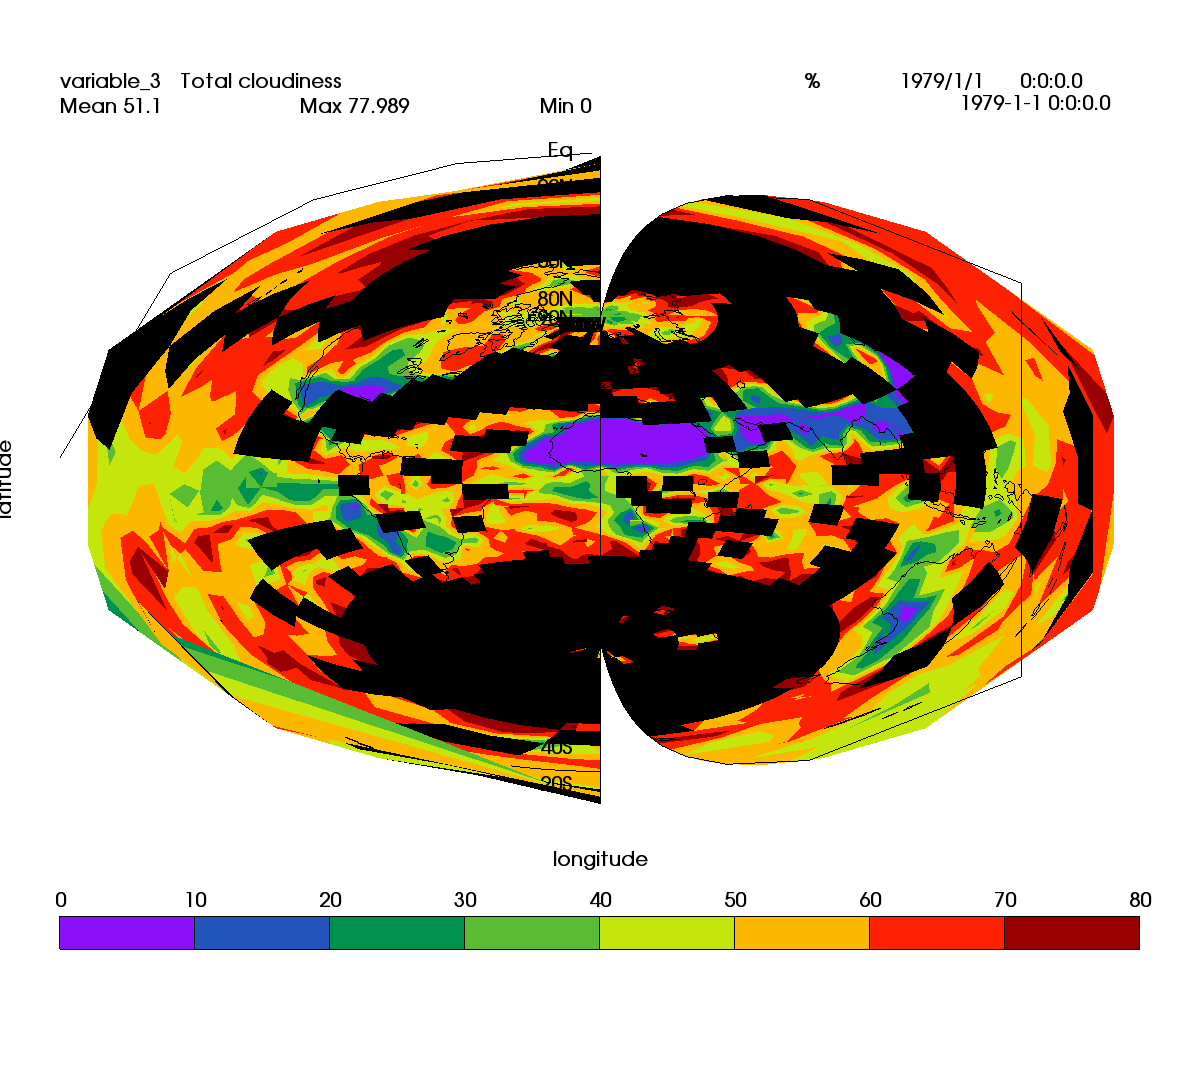 variable_3 Total cloudiness % 1979/1/1 0:0:0.0
Mean 51.1 Max 77.989 Min 0 1979-1-1 0:0:0.0
Eq
80N
40S
20S
latitude
longitude
0 10 20 30 40 50 60 70 80